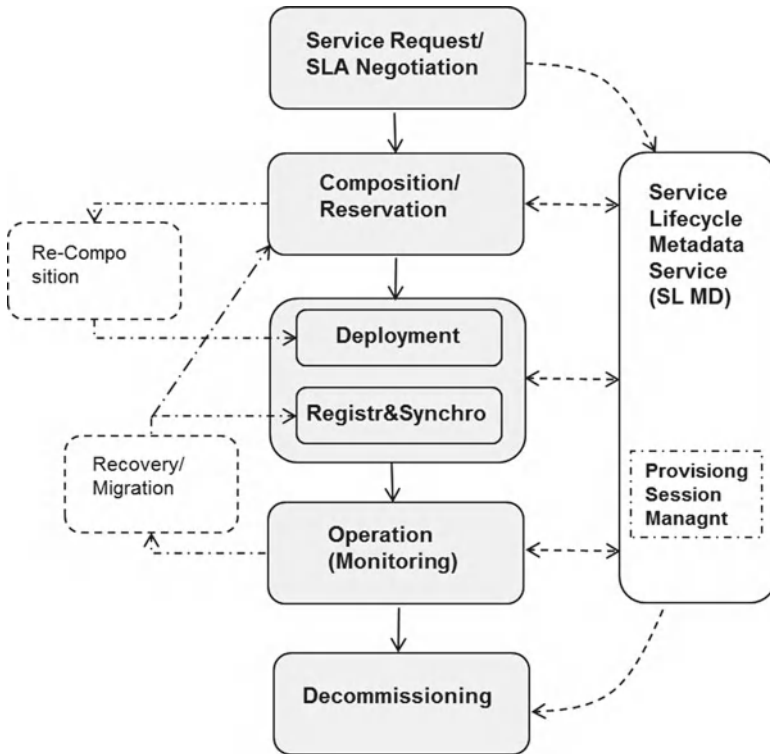 Service Request/
SLA Negotiation
Composition/
Reservation
Service
Lifecycle
Metadata
Service
(SL MD)
Re-Compo
sition
Deployment
Registr&Synchro
Recovery/
Migration
Provisiong
Session
Managnt
Operation
(Monitoring)
Decommissioning